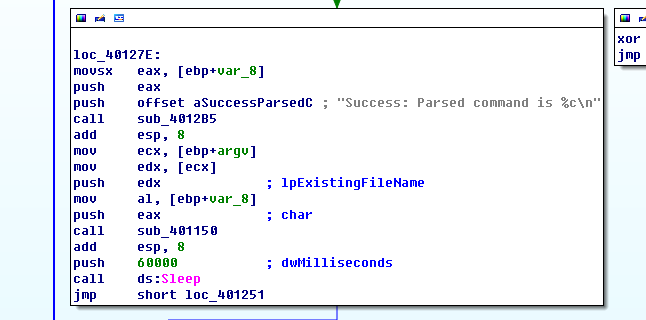 loc_40127E:
movsx eax, [ebp+var_8]
push eax
push offset aSuccessParsedC ; "Success: Parsed command is %c\n"
call sub_4012B5
add esp, 8
mov ecx, [ebp+argv]
mov edx, [ecx]
push edx ; lpExistingFileName
mov al, [ebp+var_8]
push eax ; char
call sub_401150
add esp, 8
push 60000 ; dwMilliseconds
call ds:Sleep
jmp short loc_401251
xor
jmp